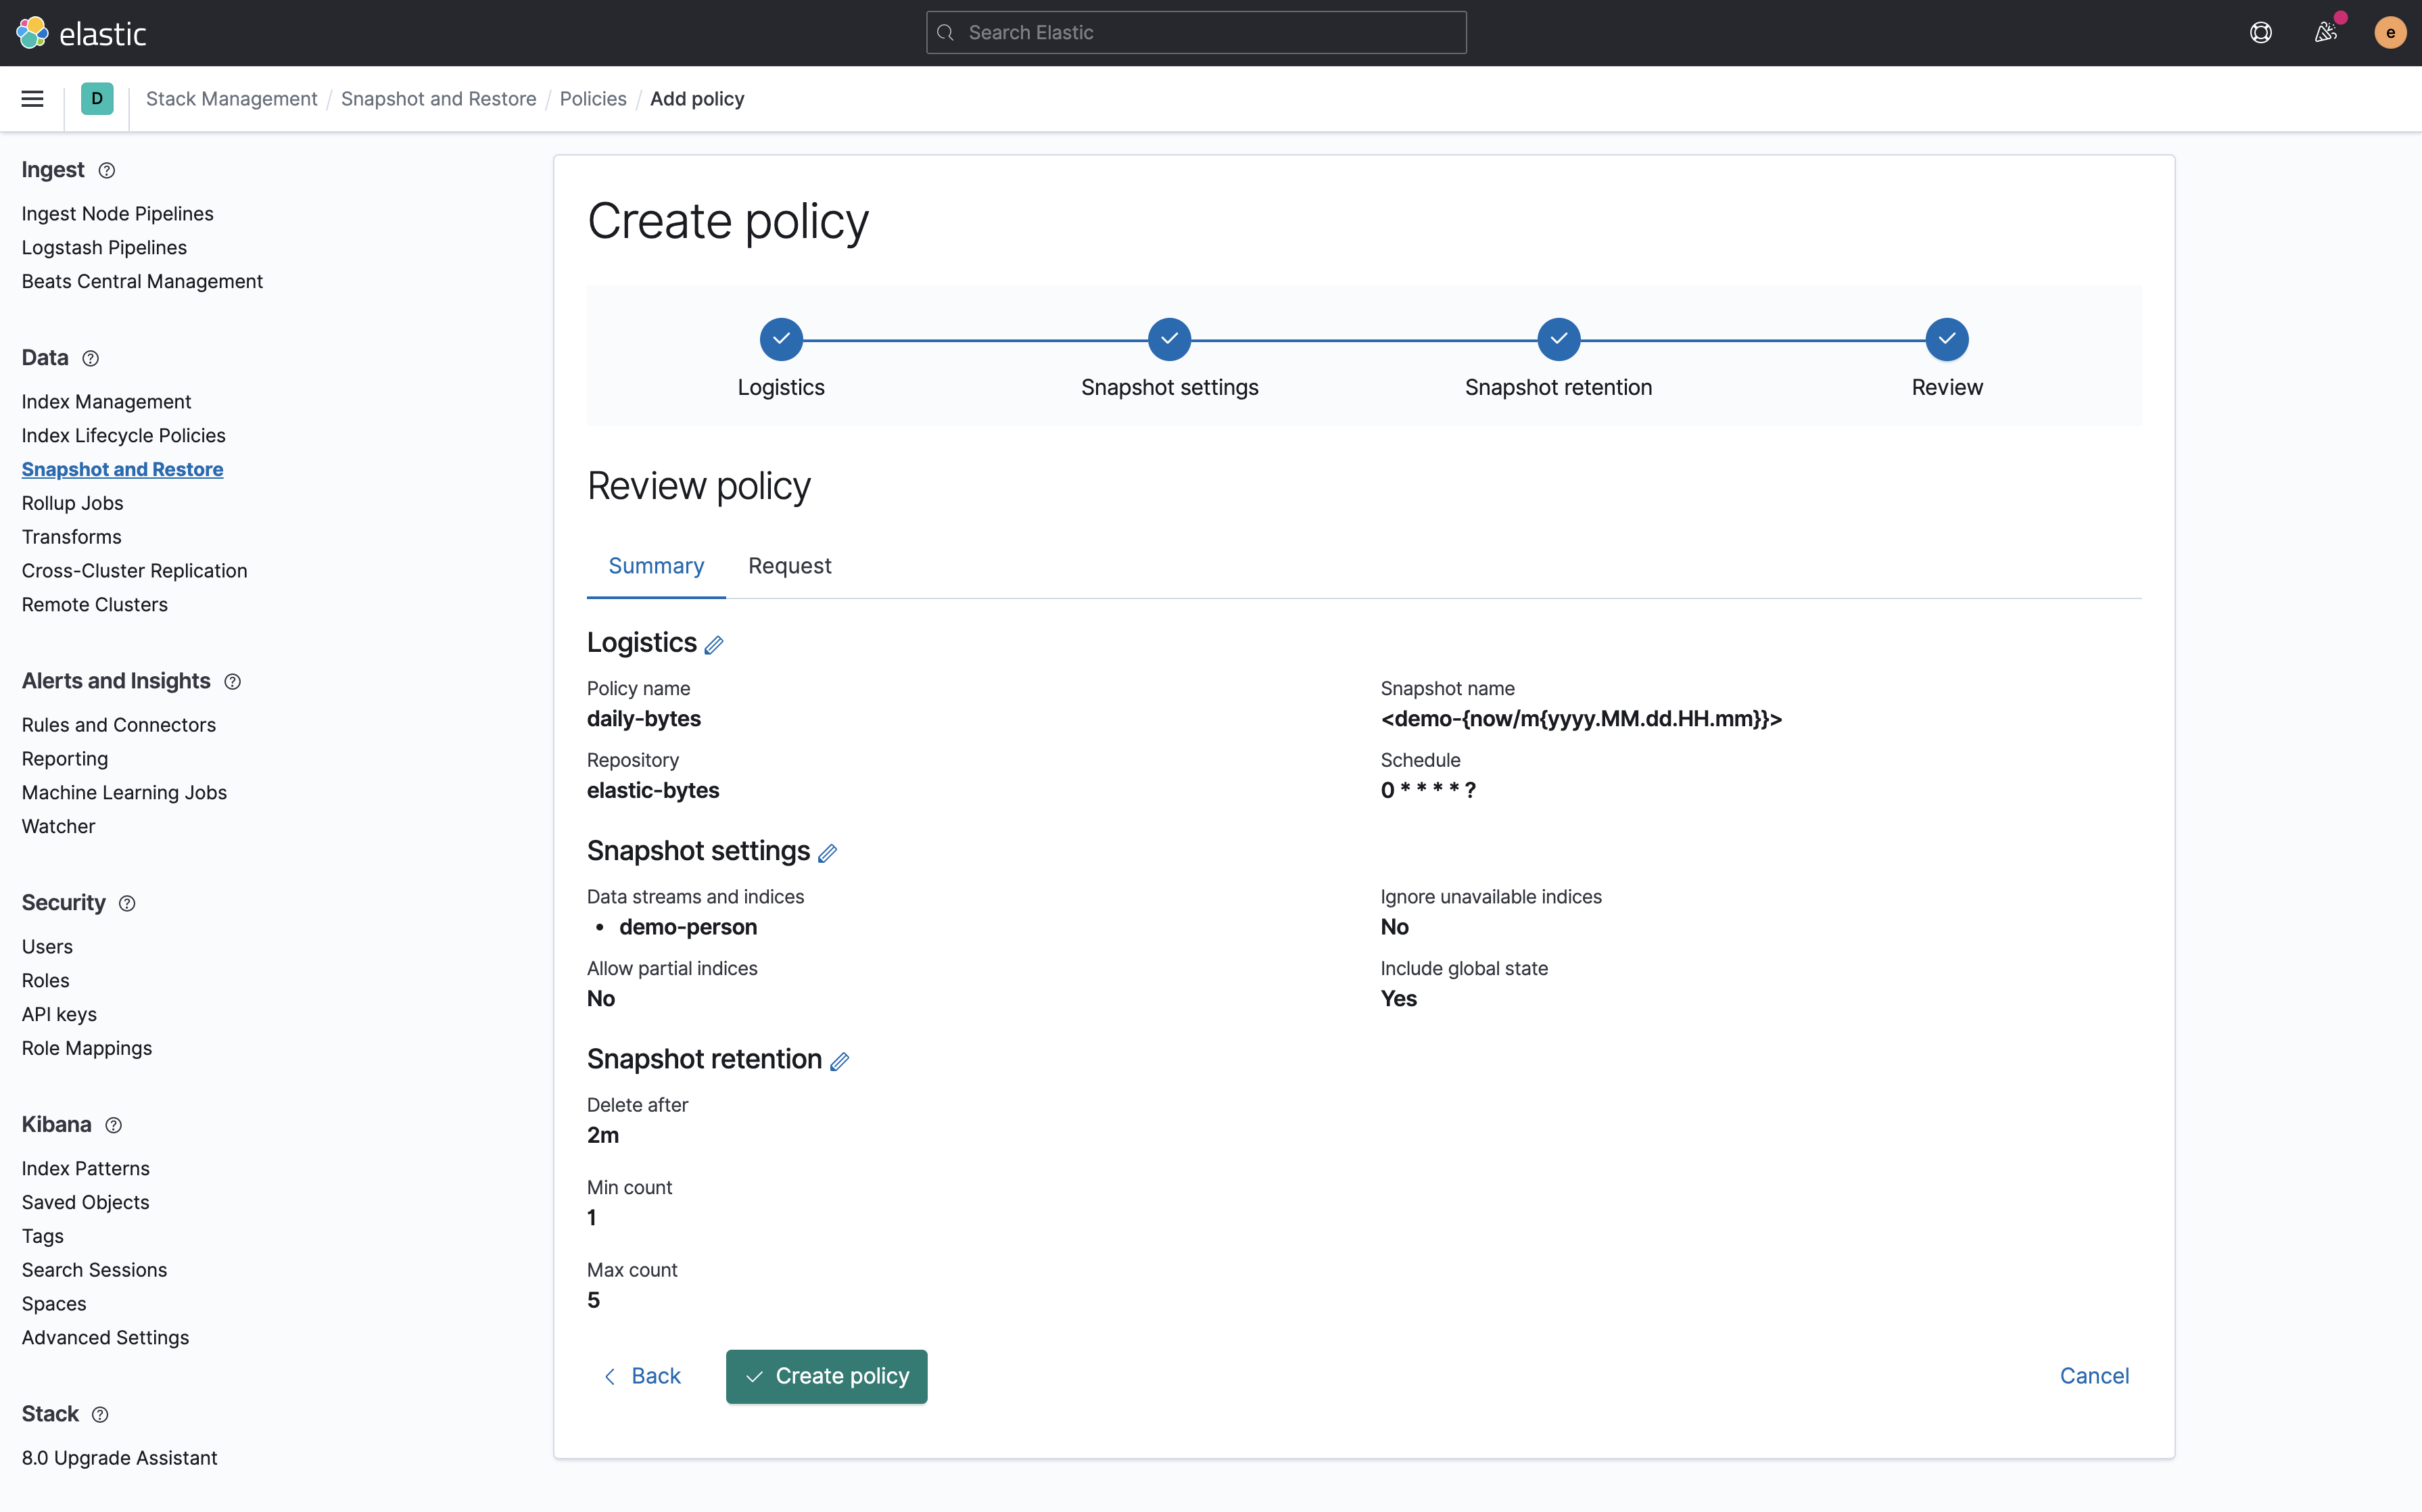 elastic
Search Elastic
e
D
Stack Management / Snapshot and Restore / Policies / Add policy
Ingest
Ingest Node Pipelines
Logstash Pipelines
Beats Central Management
Data
Index Management
Index Lifecycle Policies
Snapshot and Restore
Rollup Jobs
Transforms
Cross-Cluster Replication
Remote Clusters
Alerts and Insights
Rules and Connectors
Reporting
Machine Learning Jobs
Watcher
Security
Users
Roles
API keys
Role Mappings
Kibana
Index Patterns
Saved Objects
Tags
Search Sessions
Spaces
Advanced Settings
Stack
8.0 Upgrade Assistant
Create policy
Logistics
Snapshot settings
Snapshot retention
Review
Review policy
Summary
Request
Logistics
Policy name
daily-bytes
Snapshot name
<demo-{now/m{yyyy.MM.dd.HH.mm}}>
Repository
elastic-bytes
Schedule
0 * * * * ?
Snapshot settings
Data streams and indices
• demo-person
Ignore unavailable indices
No
Allow partial indices
No
Include global state
Yes
Snapshot retention
Delete after
2m
Min count
1
Max count
5
Back
Create policy
Cancel